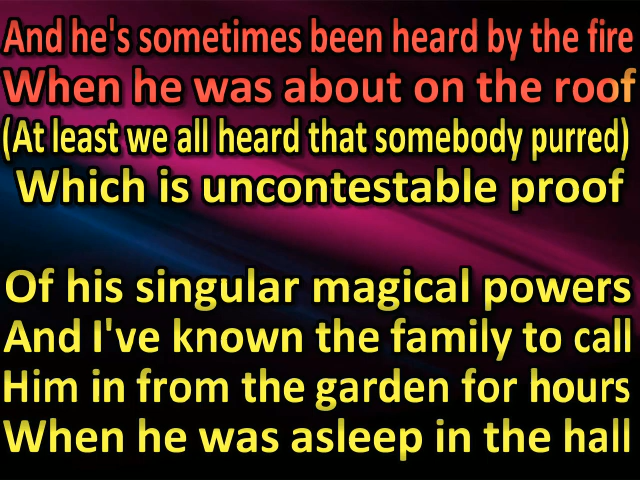 And he's sometimes been heard by the fire
When he was about on the roof
(At least we all heard that somebody purred)
Which is uncontestable proof
Of his singular magical powers
And I've known the family to call
Him in from the garden for hours
When he was asleep in the hall